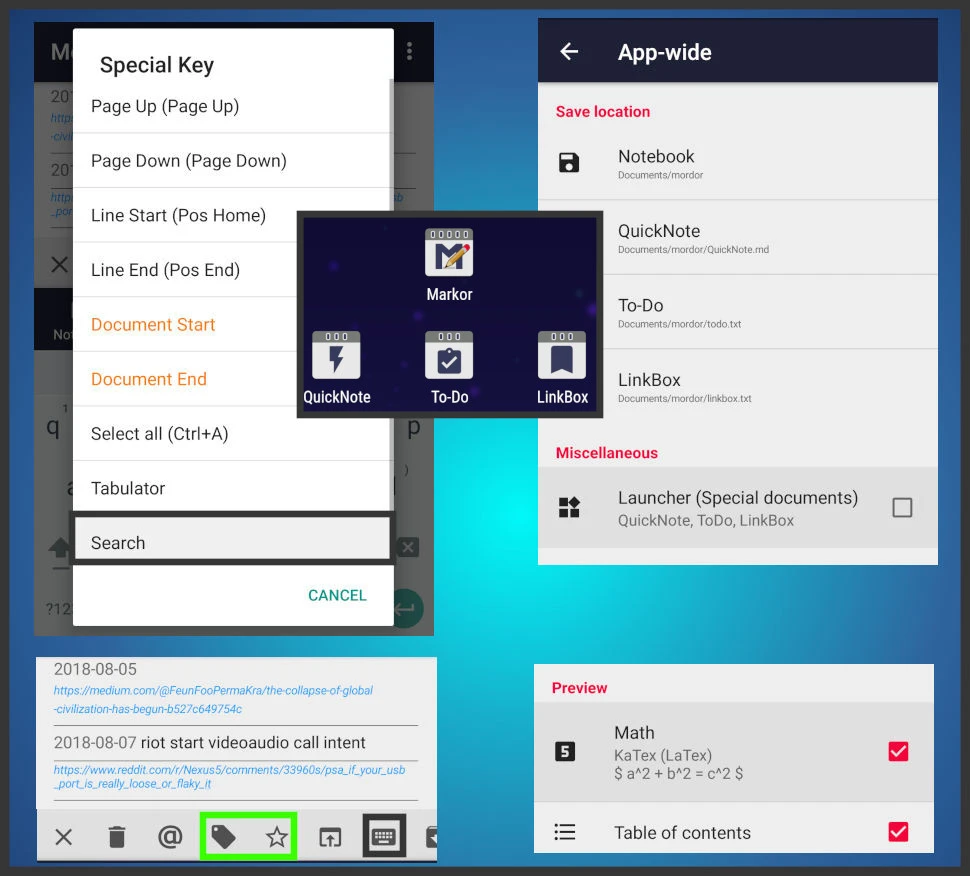 Special Key
Page Up (Page Up)
Page Down (Page Down)
Line Start (Pos Home)
Line End (Pos End)
Document Start
Document End
Select all (Ctrl+A)
Tabulator
Search
CANCEL
1
q
p
)
?12
App-wide
Save location
Notebook
Documents/mordor
QuickNote
Documents/mordor/QuickNote.md
To-Do
Documents/mordor/todo.txt
LinkBox
Documents/mordor/linkbox.txt
Miscellaneous
Launcher (Special documents)
QuickNote, ToDo, LinkBox
Markor
QuickNote
To-Do
LinkBox
2018-08-05
https://medium.com/@FeunFooPermaKra/the-collapse-of-global
-civilization-has-begun-b527c649754c
2018-08-07 riot start videoaudio call intent
https://www.reddit.com/r/Nexus5/comments/33960s/psa_if_your_usb
_port_is_really_loose_or_flaky_it
@
Preview
5
Math
KaTex (LaTex)
$ a^2 + b^2 = c^2 $
Table of contents